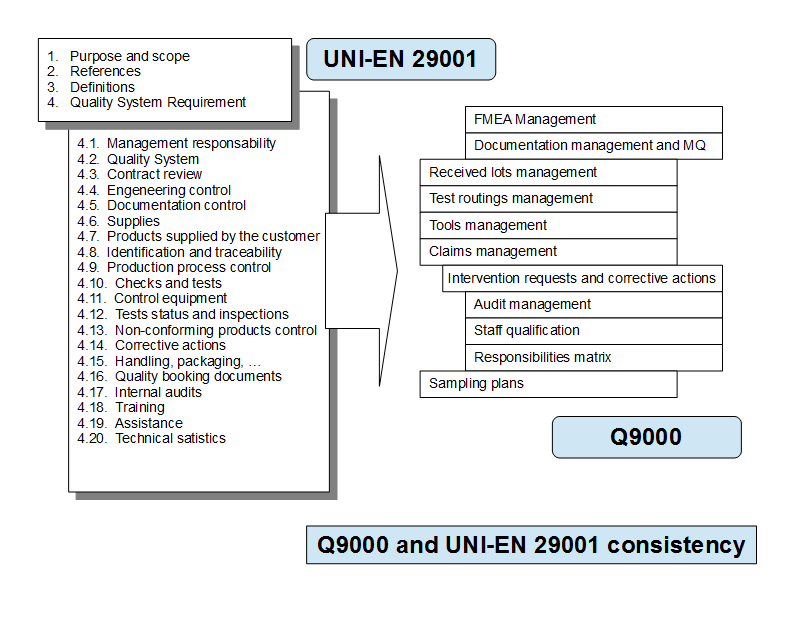 1. Purpose and scope
2. References
3. Definitions
4. Quality System Requirement
UNI-EN 29001
4.1. Management responsability
4.2. Quality System
4.3. Contract review
4.4. Engeneering control
4.5. Documentation control
4.6. Supplies
4.7. Products supplied by the customer
4.8. Identification and traceability
4.9. Production process control
4.10. Checks and tests
4.11. Control equipment
4.12. Tests status and inspections
4.13. Non-conforming products control
4.14. Corrective actions
4.15. Handling, packaging, …
4.16. Quality booking documents
4.17. Internal audits
4.18. Training
4.19. Assistance
4.20. Technical satistics
FMEA Management
Documentation management and MQ
Received lots management
Test routings management
Tools management
Claims management
Intervention requests and corrective actions
Audit management
Staff qualification
Responsibilities matrix
Sampling plans
Q9000
Q9000 and UNI-EN 29001 consistency